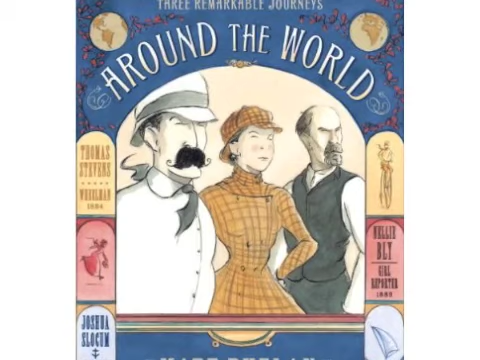 THREE REMARKABLE JOURNEYS
AROUND THE WORLD
THOMAS
STEVENS
WHEELMAN
1884
NELLIE
BLY
GIRL
REPORTER
1889
JOSHUA
SLOCUM